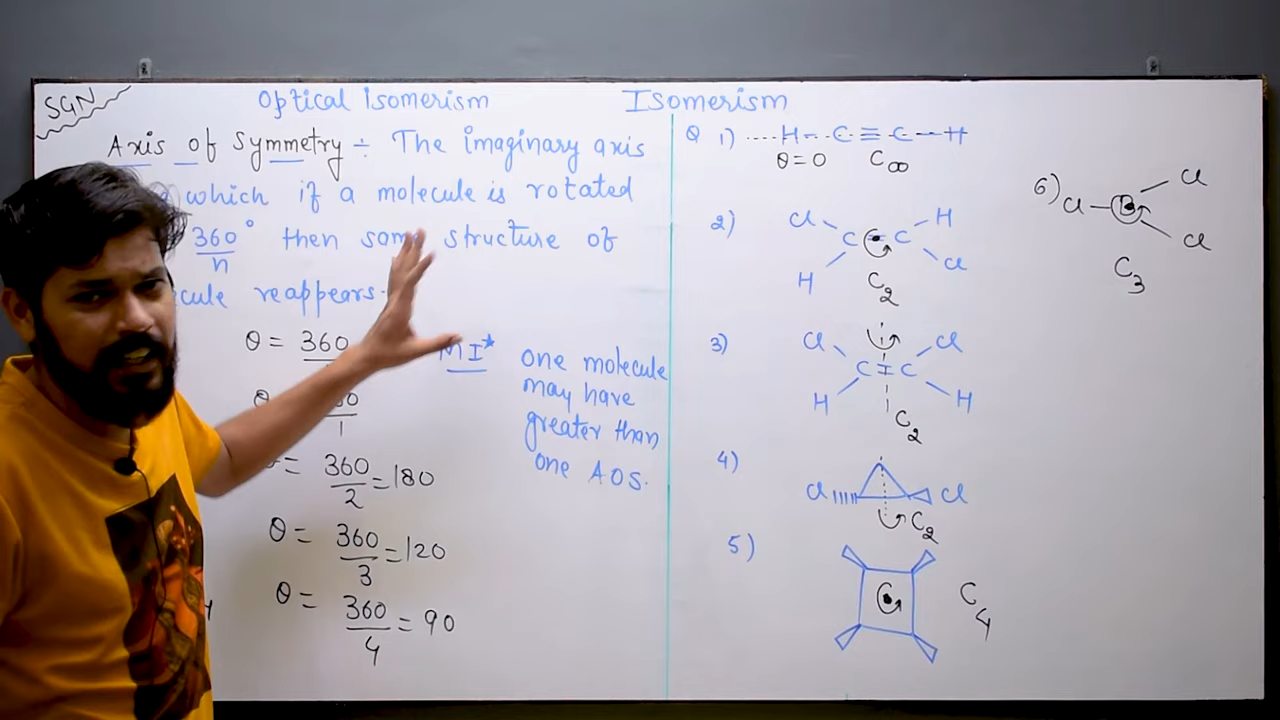 SGN
Optical Isomerism
Isomerism
Axis of Symmetry ÷ The imaginary axis
which if a molecule is rotated
360°/n then same structure of
cule reappears.
θ = 360
θ = 360/2 = 180
θ = 360/3 = 120
θ = 360/4 = 90
MI*
one molecule
may have
greater than
one AOS.
Q 1) ....H-C≡C-H
θ=0 C∞
2) Cl H
C=C
H Cl
C2
3) Cl Cl
C=C
H H
C2
4) Cl Cl
C2
5)
C4
6) Cl B Cl
Cl
C3